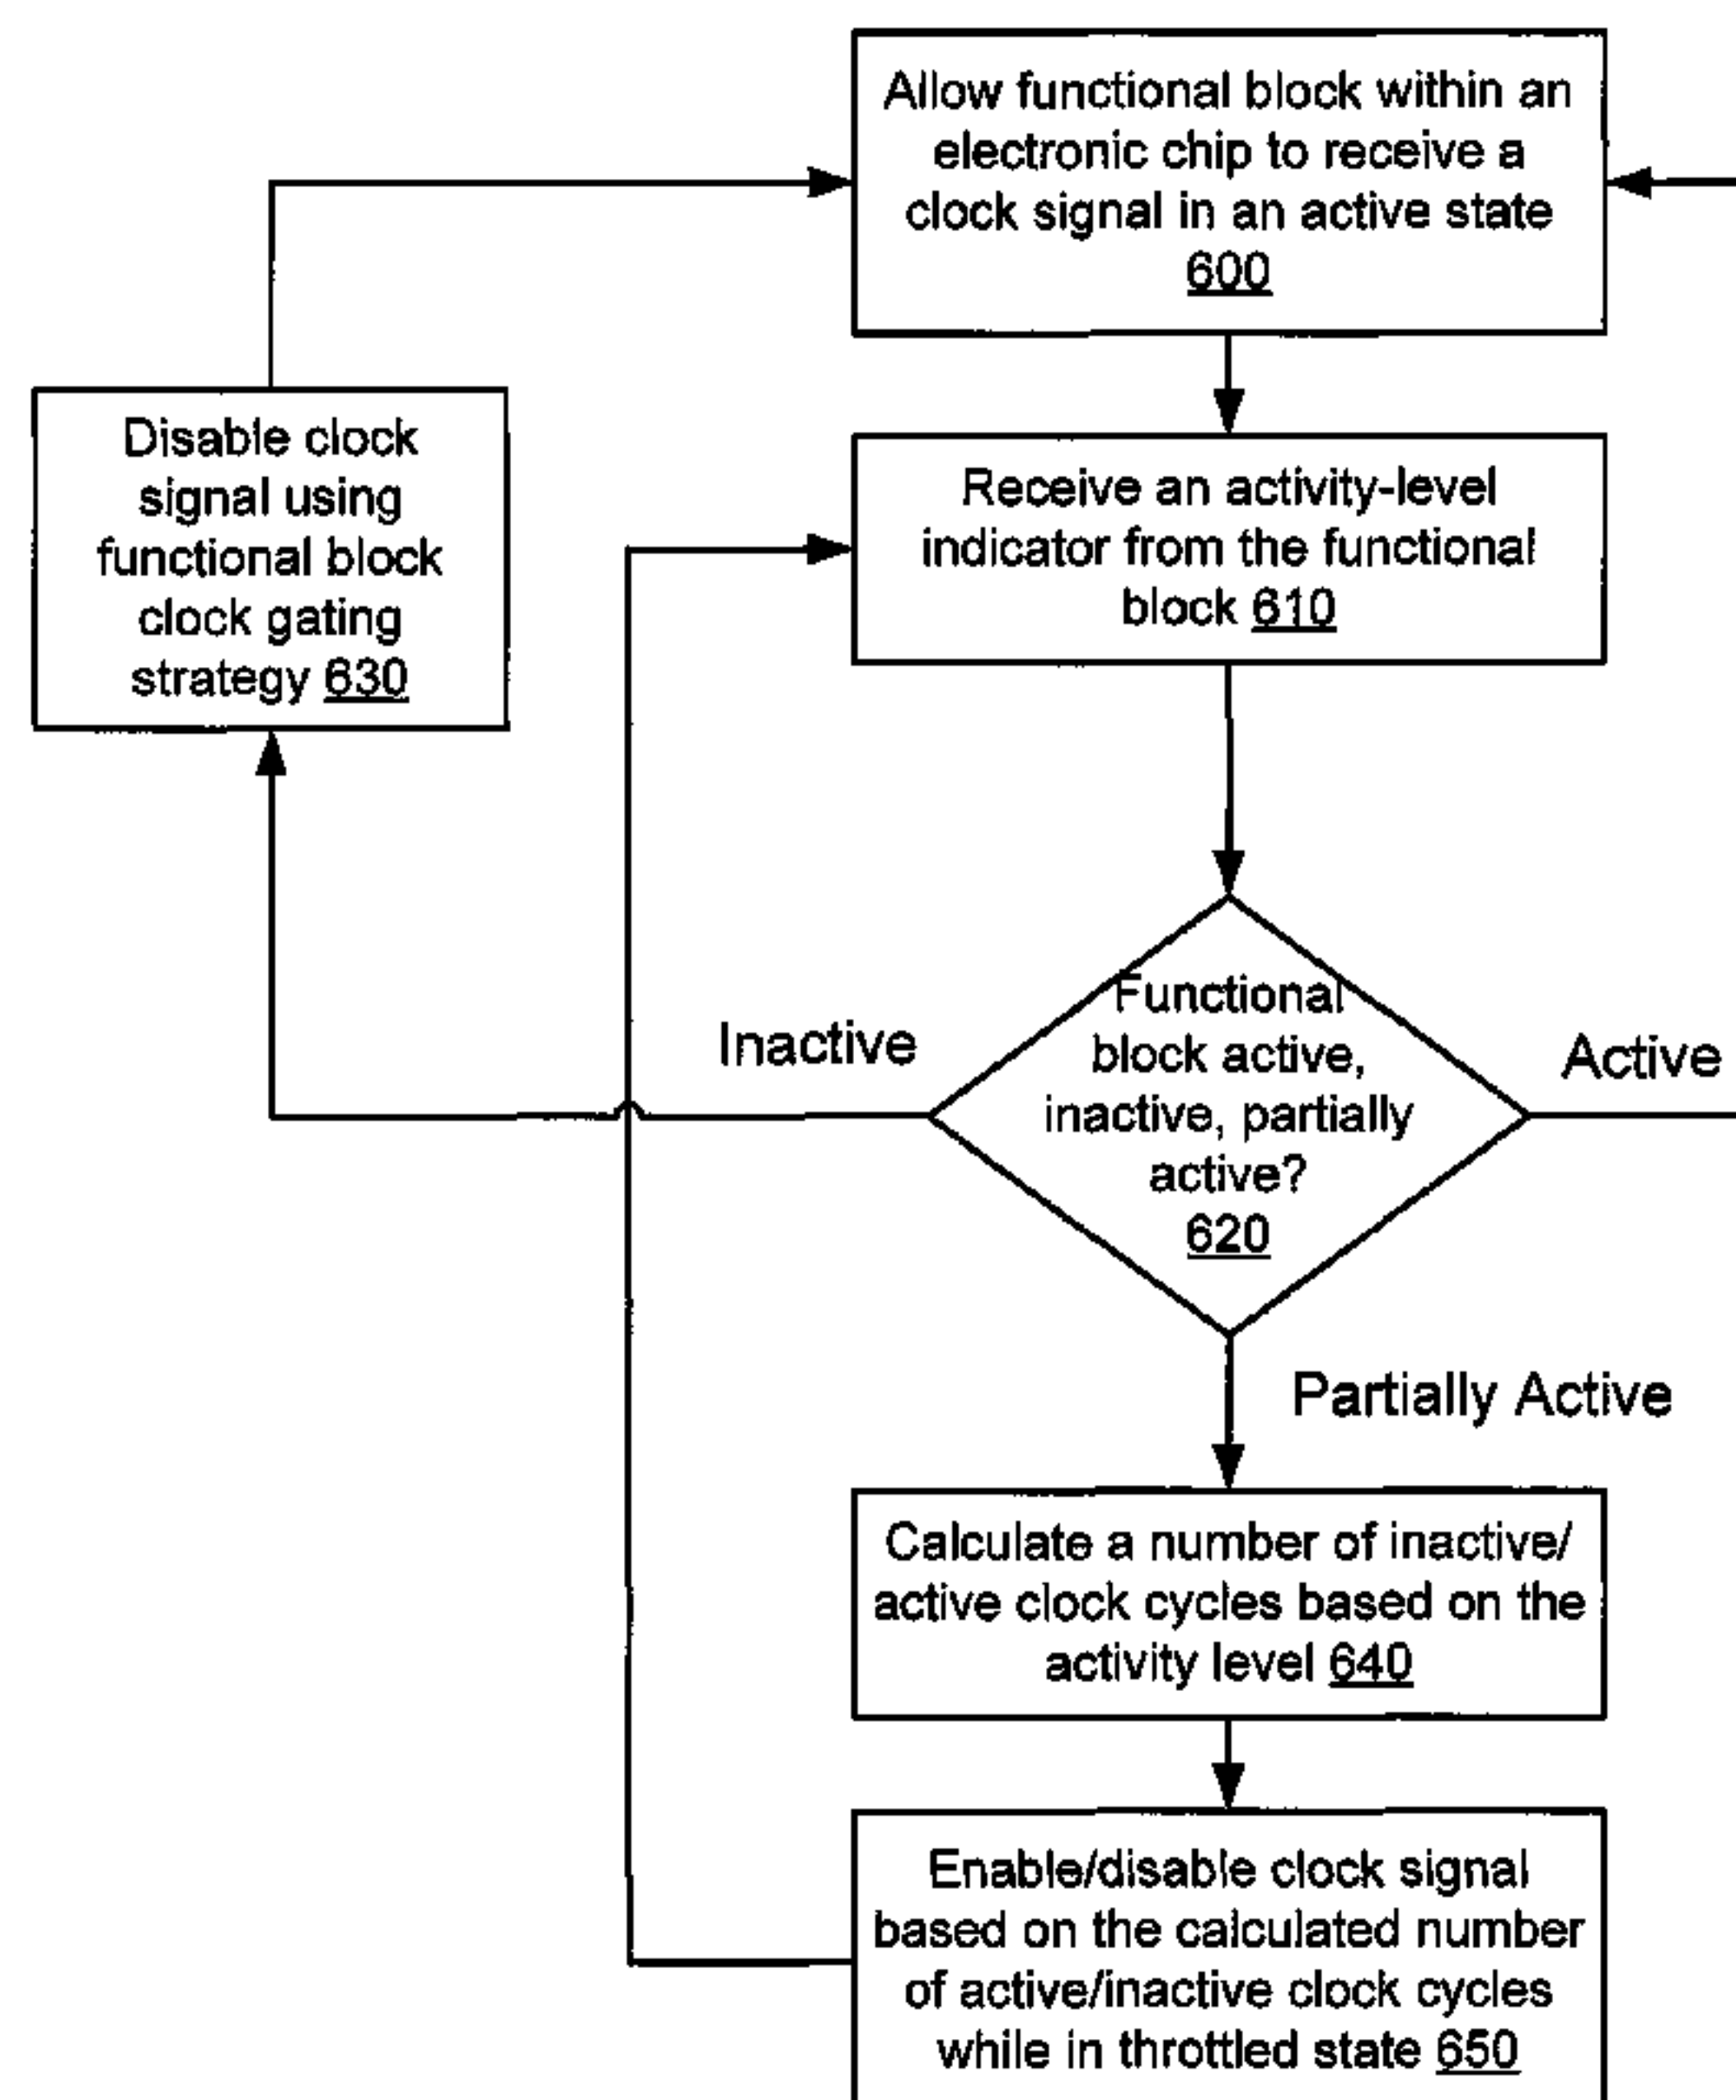 Allow functional block within an
electronic chip to receive a
clock signal in an active state
600
Disable clock
signal using
functional block
clock gating
strategy 630
Receive an activity-level
indicator from the functional
block 610
Inactive
Functional
block active,
inactive, partially
active?
620
Active
Partially Active
Calculate a number of inactive/
active clock cycles based on the
activity level 640
Enable/disable clock signal
based on the calculated number
of active/inactive clock cycles
while in throttled state 650